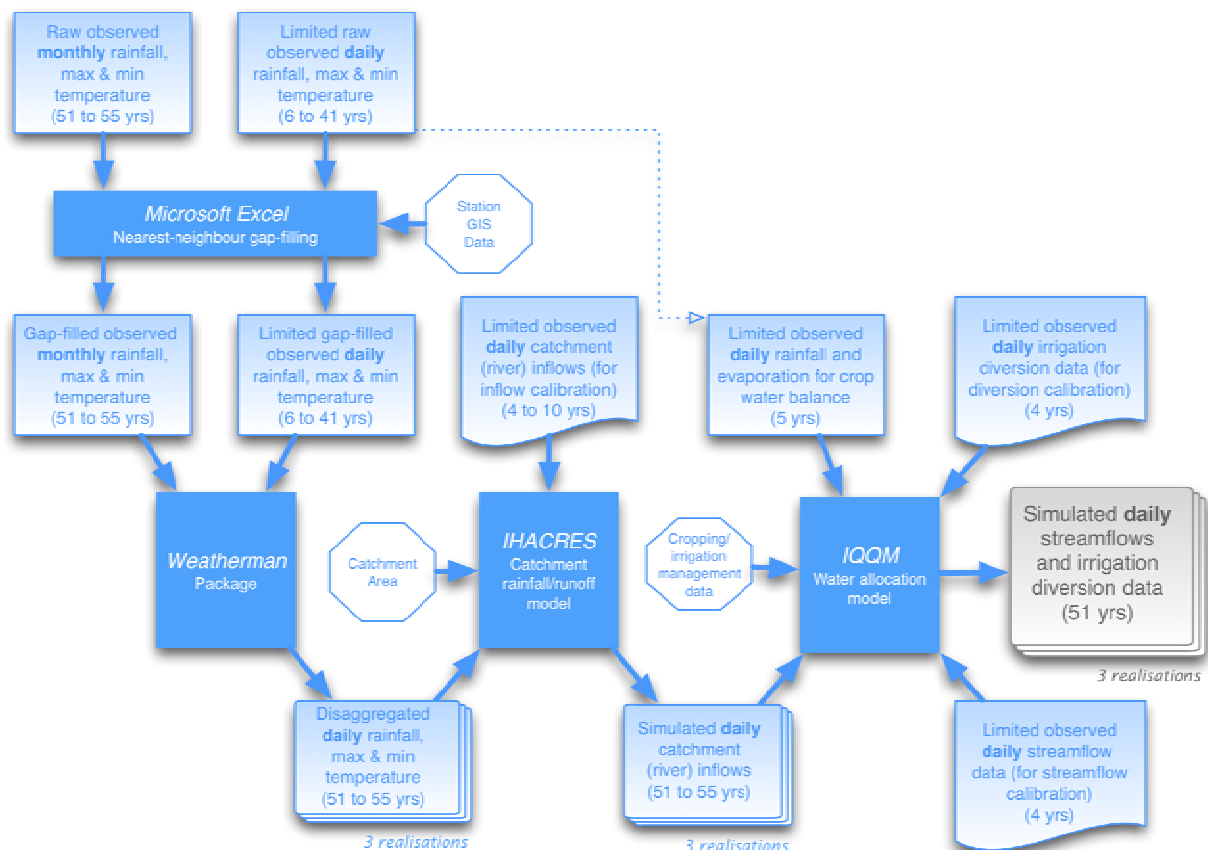 Raw observed
monthly rainfall,
max & min
temperature
(51 to 55 yrs)
Limited raw
observed daily
rainfall, max & min
temperature
(6 to 41 yrs)
Microsoft Excel
Nearest-neighbour gap-filling
Station
GIS
Data
Gap-filled observed
monthly rainfall,
max & min
temperature
(51 to 55 yrs)
Limited gap-filled
observed daily
rainfall, max & min
temperature
(6 to 41 yrs)
Limited observed
daily catchment
(river) inflows (for
inflow calibration)
(4 to 10 yrs)
Limited observed
daily rainfall and
evaporation for crop
water balance
(5 yrs)
Limited observed
daily irrigation
diversion data (for
diversion calibration)
(4 yrs)
Weatherman
Package
Catchment
Area
IHACRES
Catchment
rainfall/runoff
model
Cropping/
irrigation
management
data
IQQM
Water allocation
model
Simulated daily
streamflows
and irrigation
diversion data
(51 yrs)
3 realisations
Disaggregated
daily rainfall,
max & min
temperature
(51 to 55 yrs)
3 realisations
Simulated daily
catchment
(river) inflows
(51 to 55 yrs)
3 realisations
Limited observed
daily streamflow
data (for streamflow
calibration)
(4 yrs)